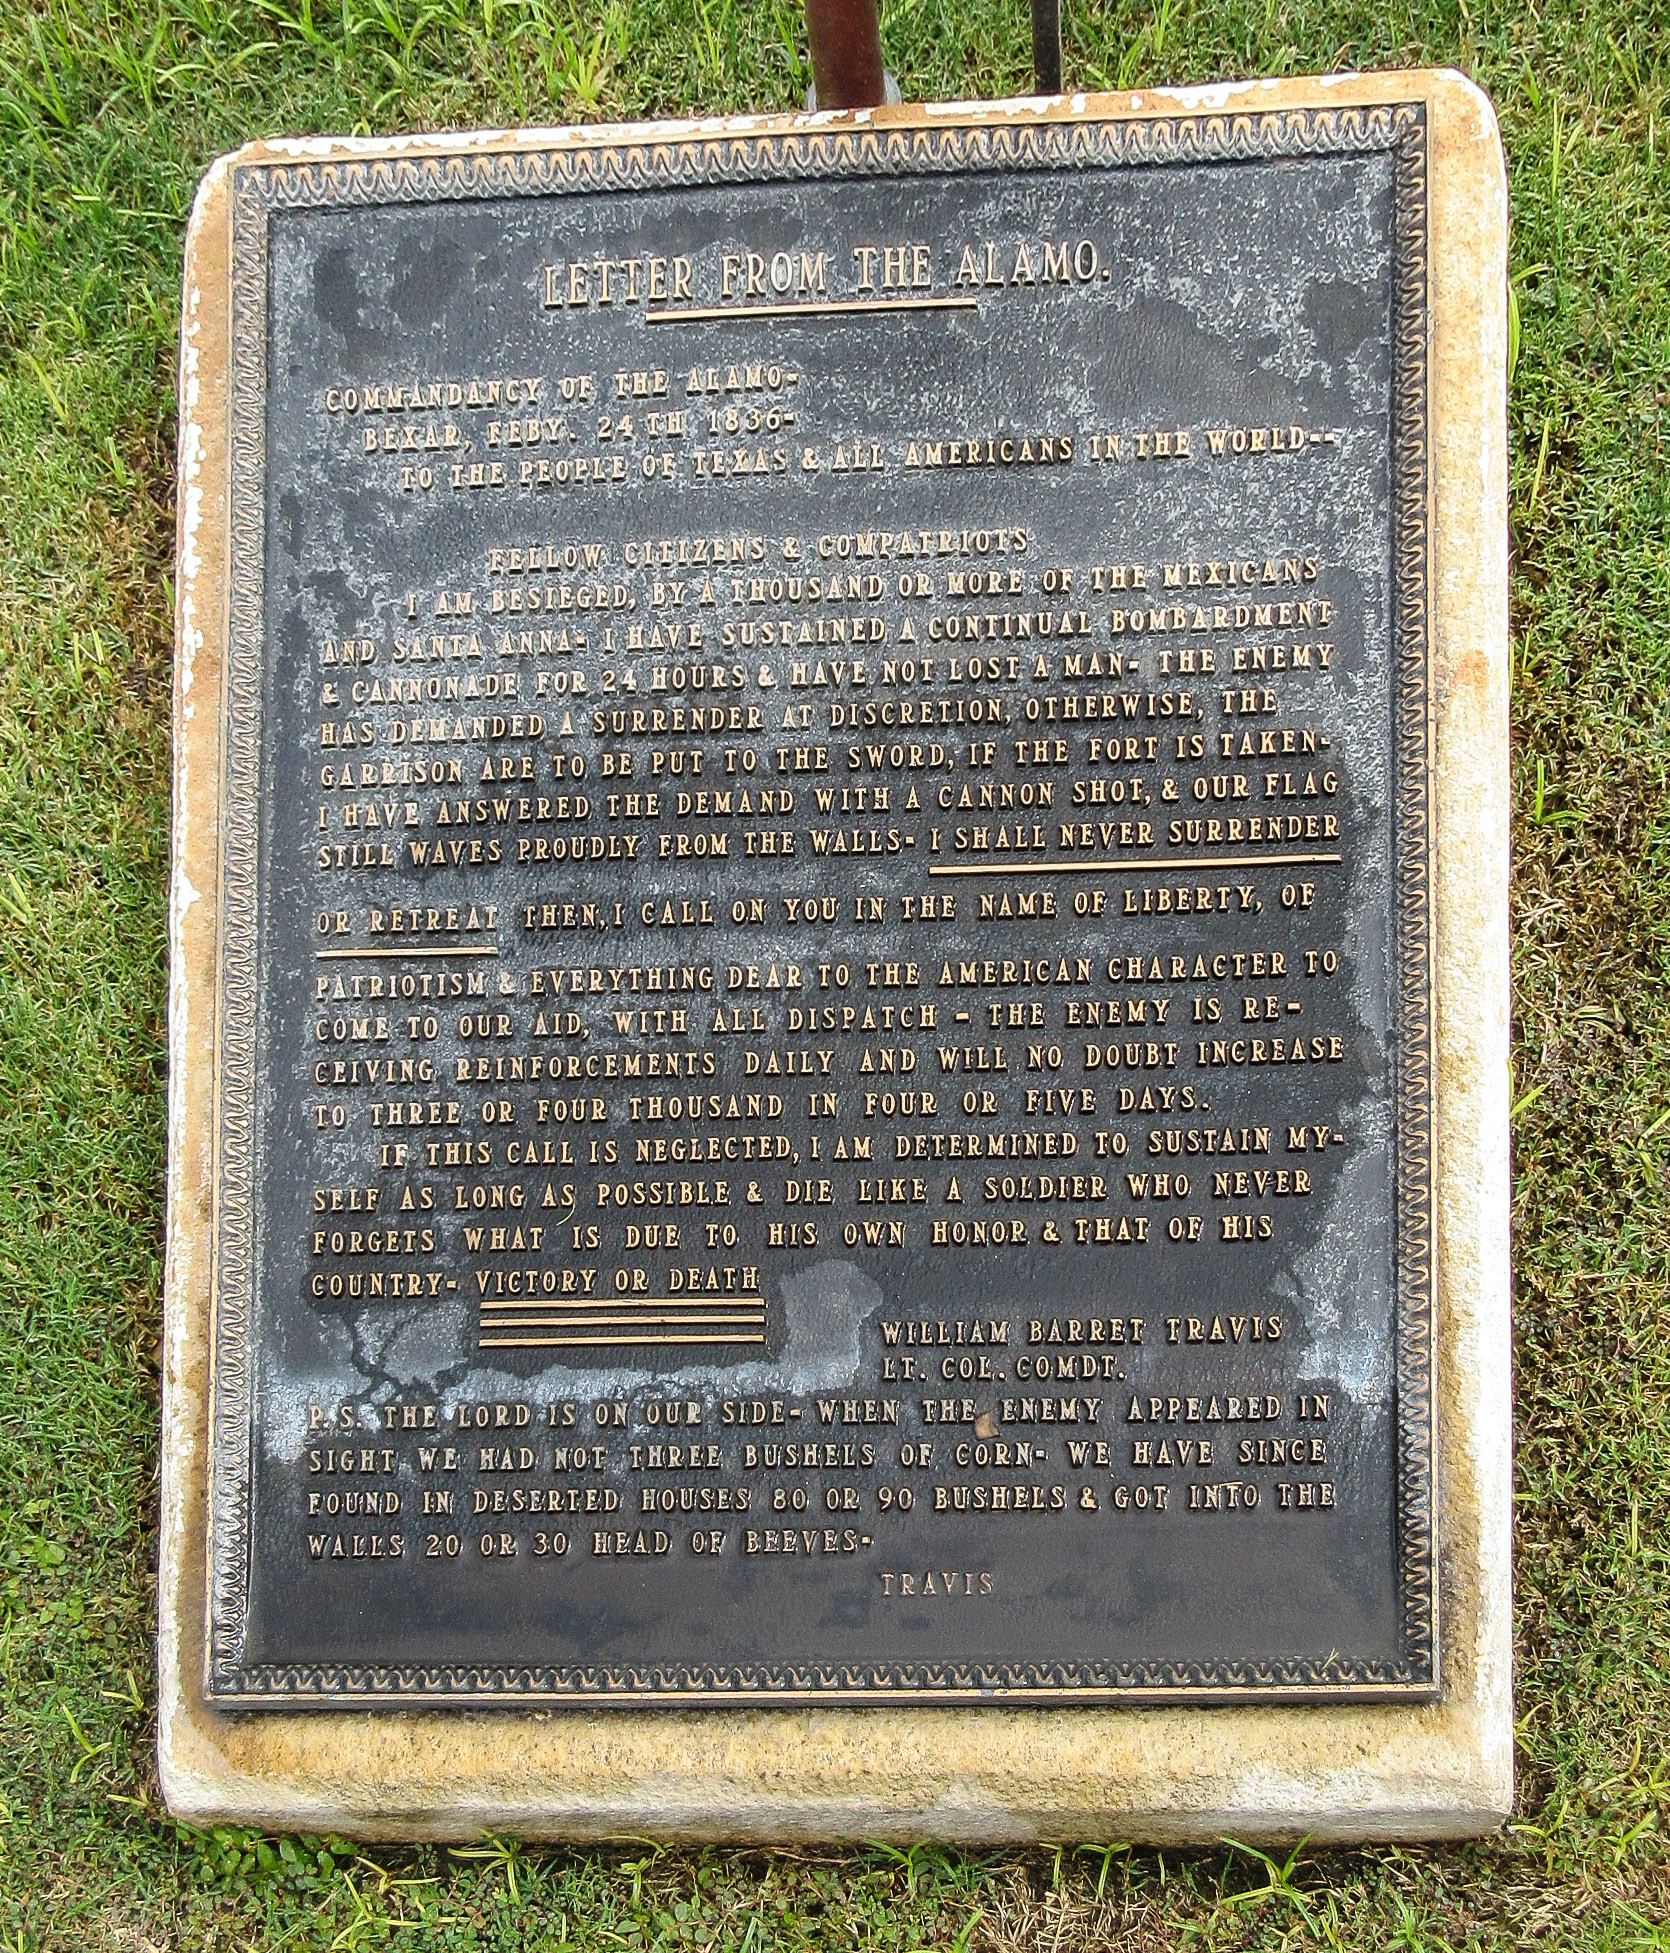 LETTER FROM THE ALAMO.
COMMANDANCY OF THE ALAMO-
BEXAR, FEBY. 24TH 1836-
TO THE PEOPLE OF TEXAS & ALL AMERICANS IN THE WORLD--
FELLOW CITIZENS & COMPATRIOTS
I AM BESIEGED, BY A THOUSAND OR MORE OF THE MEXICANS
AND SANTA ANNA- I HAVE SUSTAINED A CONTINUAL BOMBARDMENT
& CANNONADE FOR 24 HOURS & HAVE NOT LOST A MAN- THE ENEMY
HAS DEMANDED A SURRENDER AT DISCRETION, OTHERWISE, THE
GARRISON ARE TO BE PUT TO THE SWORD, IF THE FORT IS TAKEN-
I HAVE ANSWERED THE DEMAND WITH A CANNON SHOT, & OUR FLAG
STILL WAVES PROUDLY FROM THE WALLS- I SHALL NEVER SURRENDER
OR RETREAT THEN, I CALL ON YOU IN THE NAME OF LIBERTY, OF
PATRIOTISM & EVERYTHING DEAR TO THE AMERICAN CHARACTER TO
COME TO OUR AID, WITH ALL DISPATCH - THE ENEMY IS RE-
CEIVING REINFORCEMENTS DAILY AND WILL NO DOUBT INCREASE
TO THREE OR FOUR THOUSAND IN FOUR OR FIVE DAYS.
IF THIS CALL IS NEGLECTED, I AM DETERMINED TO SUSTAIN MY-
SELF AS LONG AS POSSIBLE & DIE LIKE A SOLDIER WHO NEVER
FORGETS WHAT IS DUE TO HIS OWN HONOR & THAT OF HIS
COUNTRY- VICTORY OR DEATH
WILLIAM BARRET TRAVIS
LT. COL. COMDT.
P.S. THE LORD IS ON OUR SIDE- WHEN THE ENEMY APPEARED IN
SIGHT WE HAD NOT THREE BUSHELS OF CORN- WE HAVE SINCE
FOUND IN DESERTED HOUSES 80 OR 90 BUSHELS & GOT INTO THE
WALLS 20 OR 30 HEAD OF BEEVES-
TRAVIS